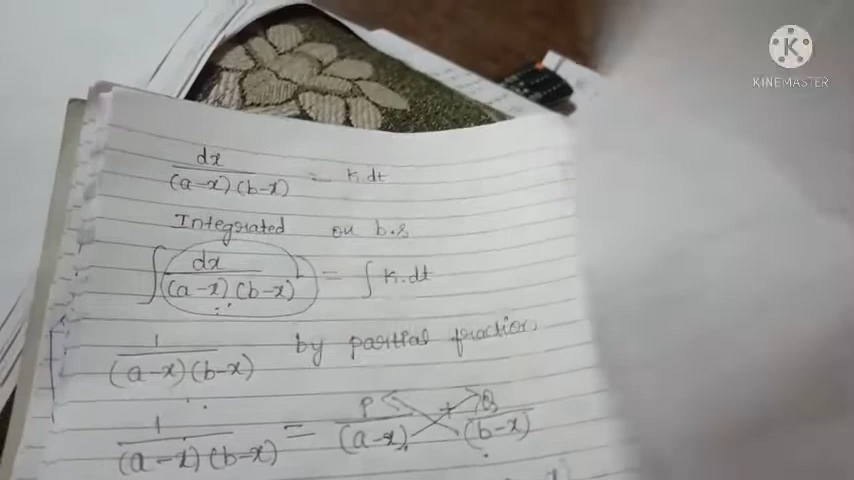 dx / (a-x)(b-x) = k.dt
Integrated on b.s
∫ dx / (a-x)(b-x) = ∫ k.dt
1 / (a-x)(b-x) by partial fraction,
1 / (a-x)(b-x) = P / (a-x) + Q / (b-x)
K
KINEMASTER